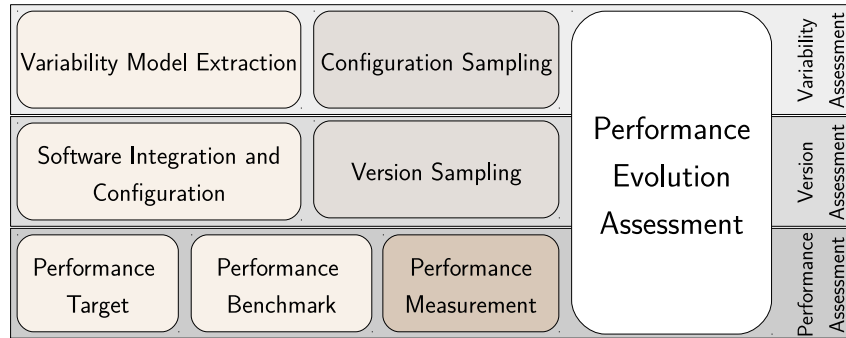 Variability Model Extraction
Configuration Sampling
Variability
Assessment
Software Integration and
Configuration
Version Sampling
Performance
Evolution
Assessment
Version
Assessment
Performance
Target
Performance
Benchmark
Performance
Measurement
Performance
Assessment